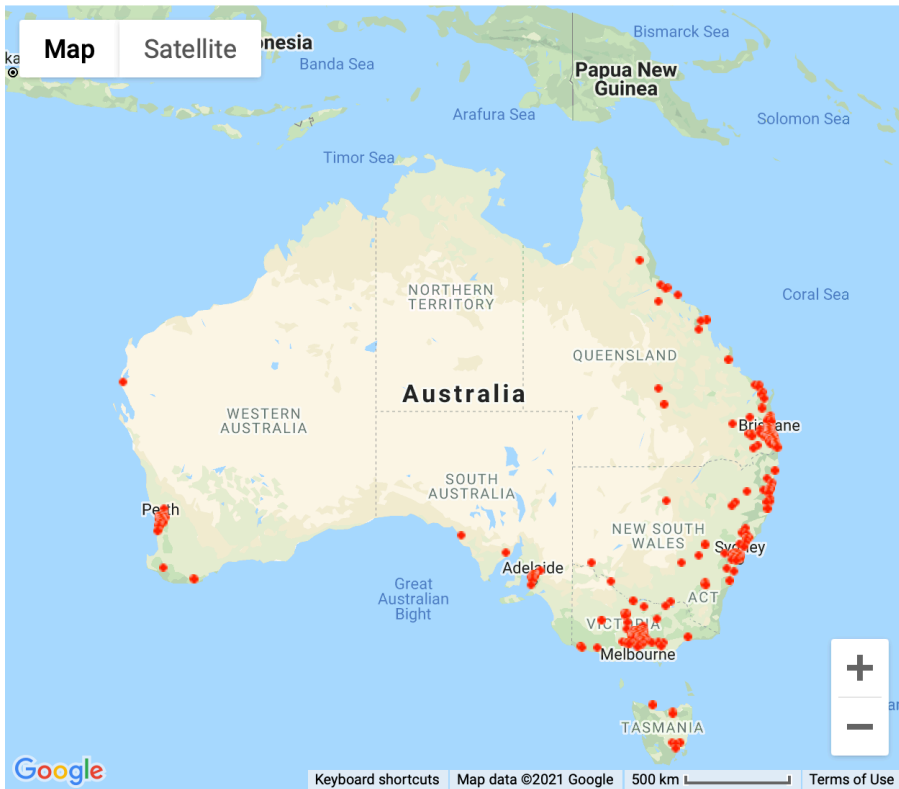 Map
Satellite
onesia
Bismarck Sea
ka
Banda Sea
Papua New
Guinea
Arafura Sea
Solomon Sea
Timor Sea
NORTHERN
TERRITORY
Coral Sea
QUEENSLAND
Australia
WESTERN
AUSTRALIA
Brisbane
SOUTH
AUSTRALIA
Perth
NEW SOUTH
WALES
Sydney
Adelaide
Great
Australian
Bight
ACT
VICTORIA
Melbourne
TASMANIA
Google
Keyboard shortcuts
Map data ©2021 Google
500 km
Terms of Use